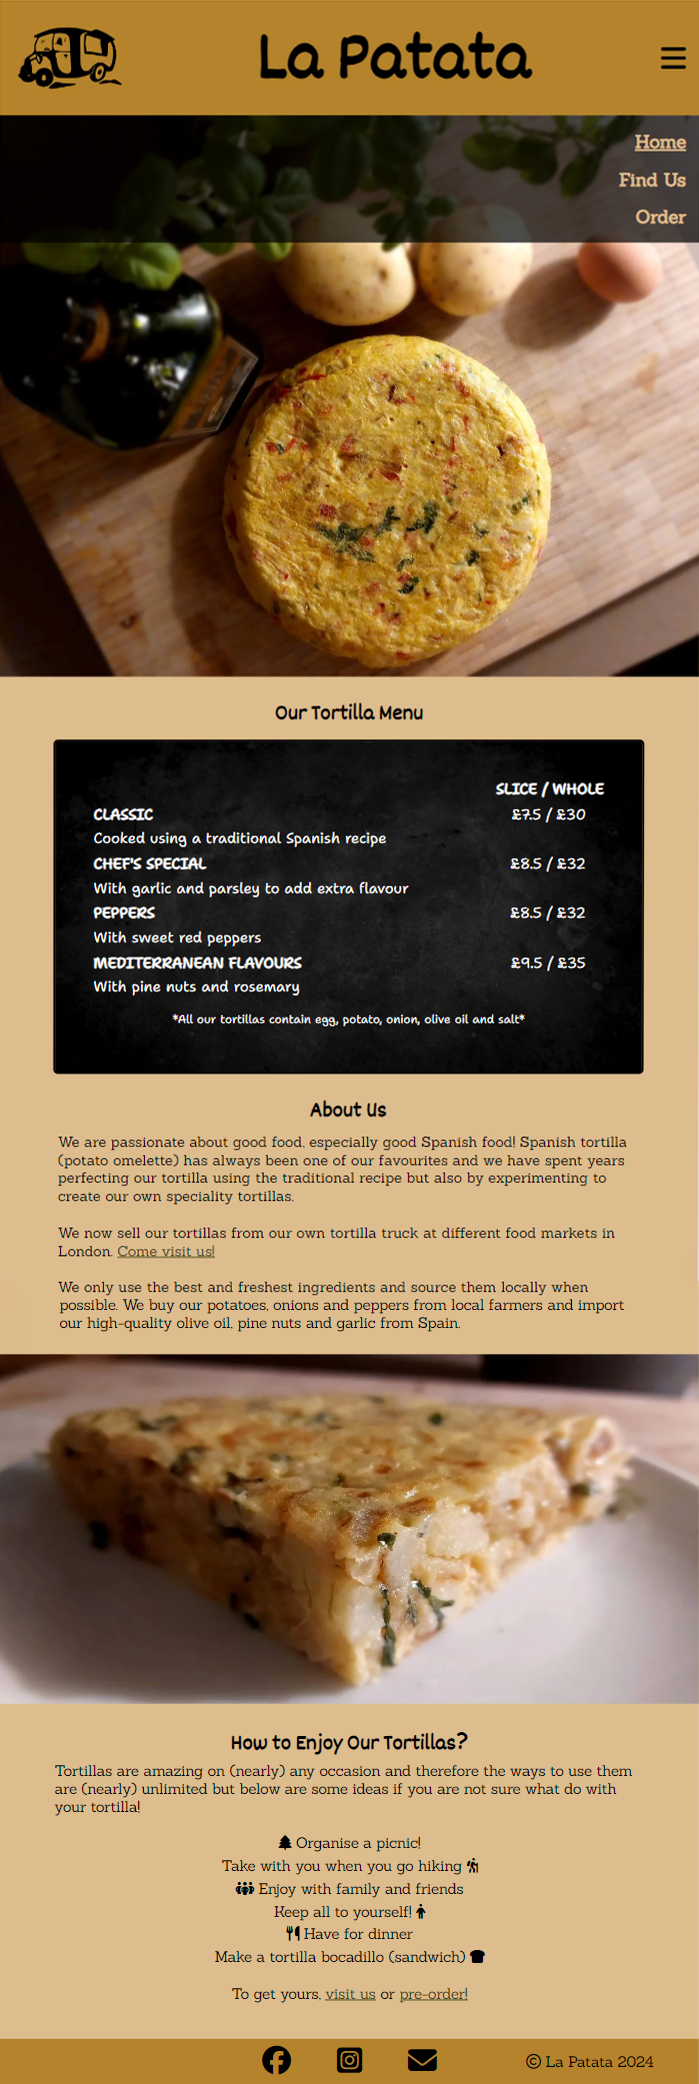 La Patata
Home
Find Us
Order
Our Tortilla Menu
SLICE / WHOLE
CLASSIC £7.5 / £30
Cooked using a traditional Spanish recipe
CHEF'S SPECIAL £8.5 / £32
With garlic and parsley to add extra flavour
PEPPERS £8.5 / £32
With sweet red peppers
MEDITERRANEAN FLAVOURS £9.5 / £35
With pine nuts and rosemary
*All our tortillas contain egg, potato, onion, olive oil and salt*
About Us
We are passionate about good food, especially good Spanish food! Spanish tortilla
(potato omelette) has always been one of our favourites and we have spent years
perfecting our tortilla using the traditional recipe but also by experimenting to
create our own speciality tortillas.
We now sell our tortillas from our own tortilla truck at different food markets in
London. Come visit us!
We only use the best and freshest ingredients and source them locally when
possible. We buy our potatoes, onions and peppers from local farmers and import
our high-quality olive oil, pine nuts and garlic from Spain.
How to Enjoy Our Tortillas?
Tortillas are amazing on (nearly) any occasion and therefore the ways to use them
are (nearly) unlimited but below are some ideas if you are not sure what do with
your tortilla!
Organise a picnic!
Take with you when you go hiking
Enjoy with family and friends
Keep all to yourself!
Have for dinner
Make a tortilla bocadillo (sandwich)
To get yours, visit us or pre-order!
© La Patata 2024